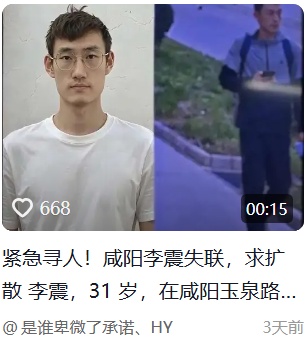 668
00:15
紧急寻人！咸阳李震失联，求扩
散 李震，31 岁，在咸阳玉泉路...
@是谁卑微了承诺、HY
3天前